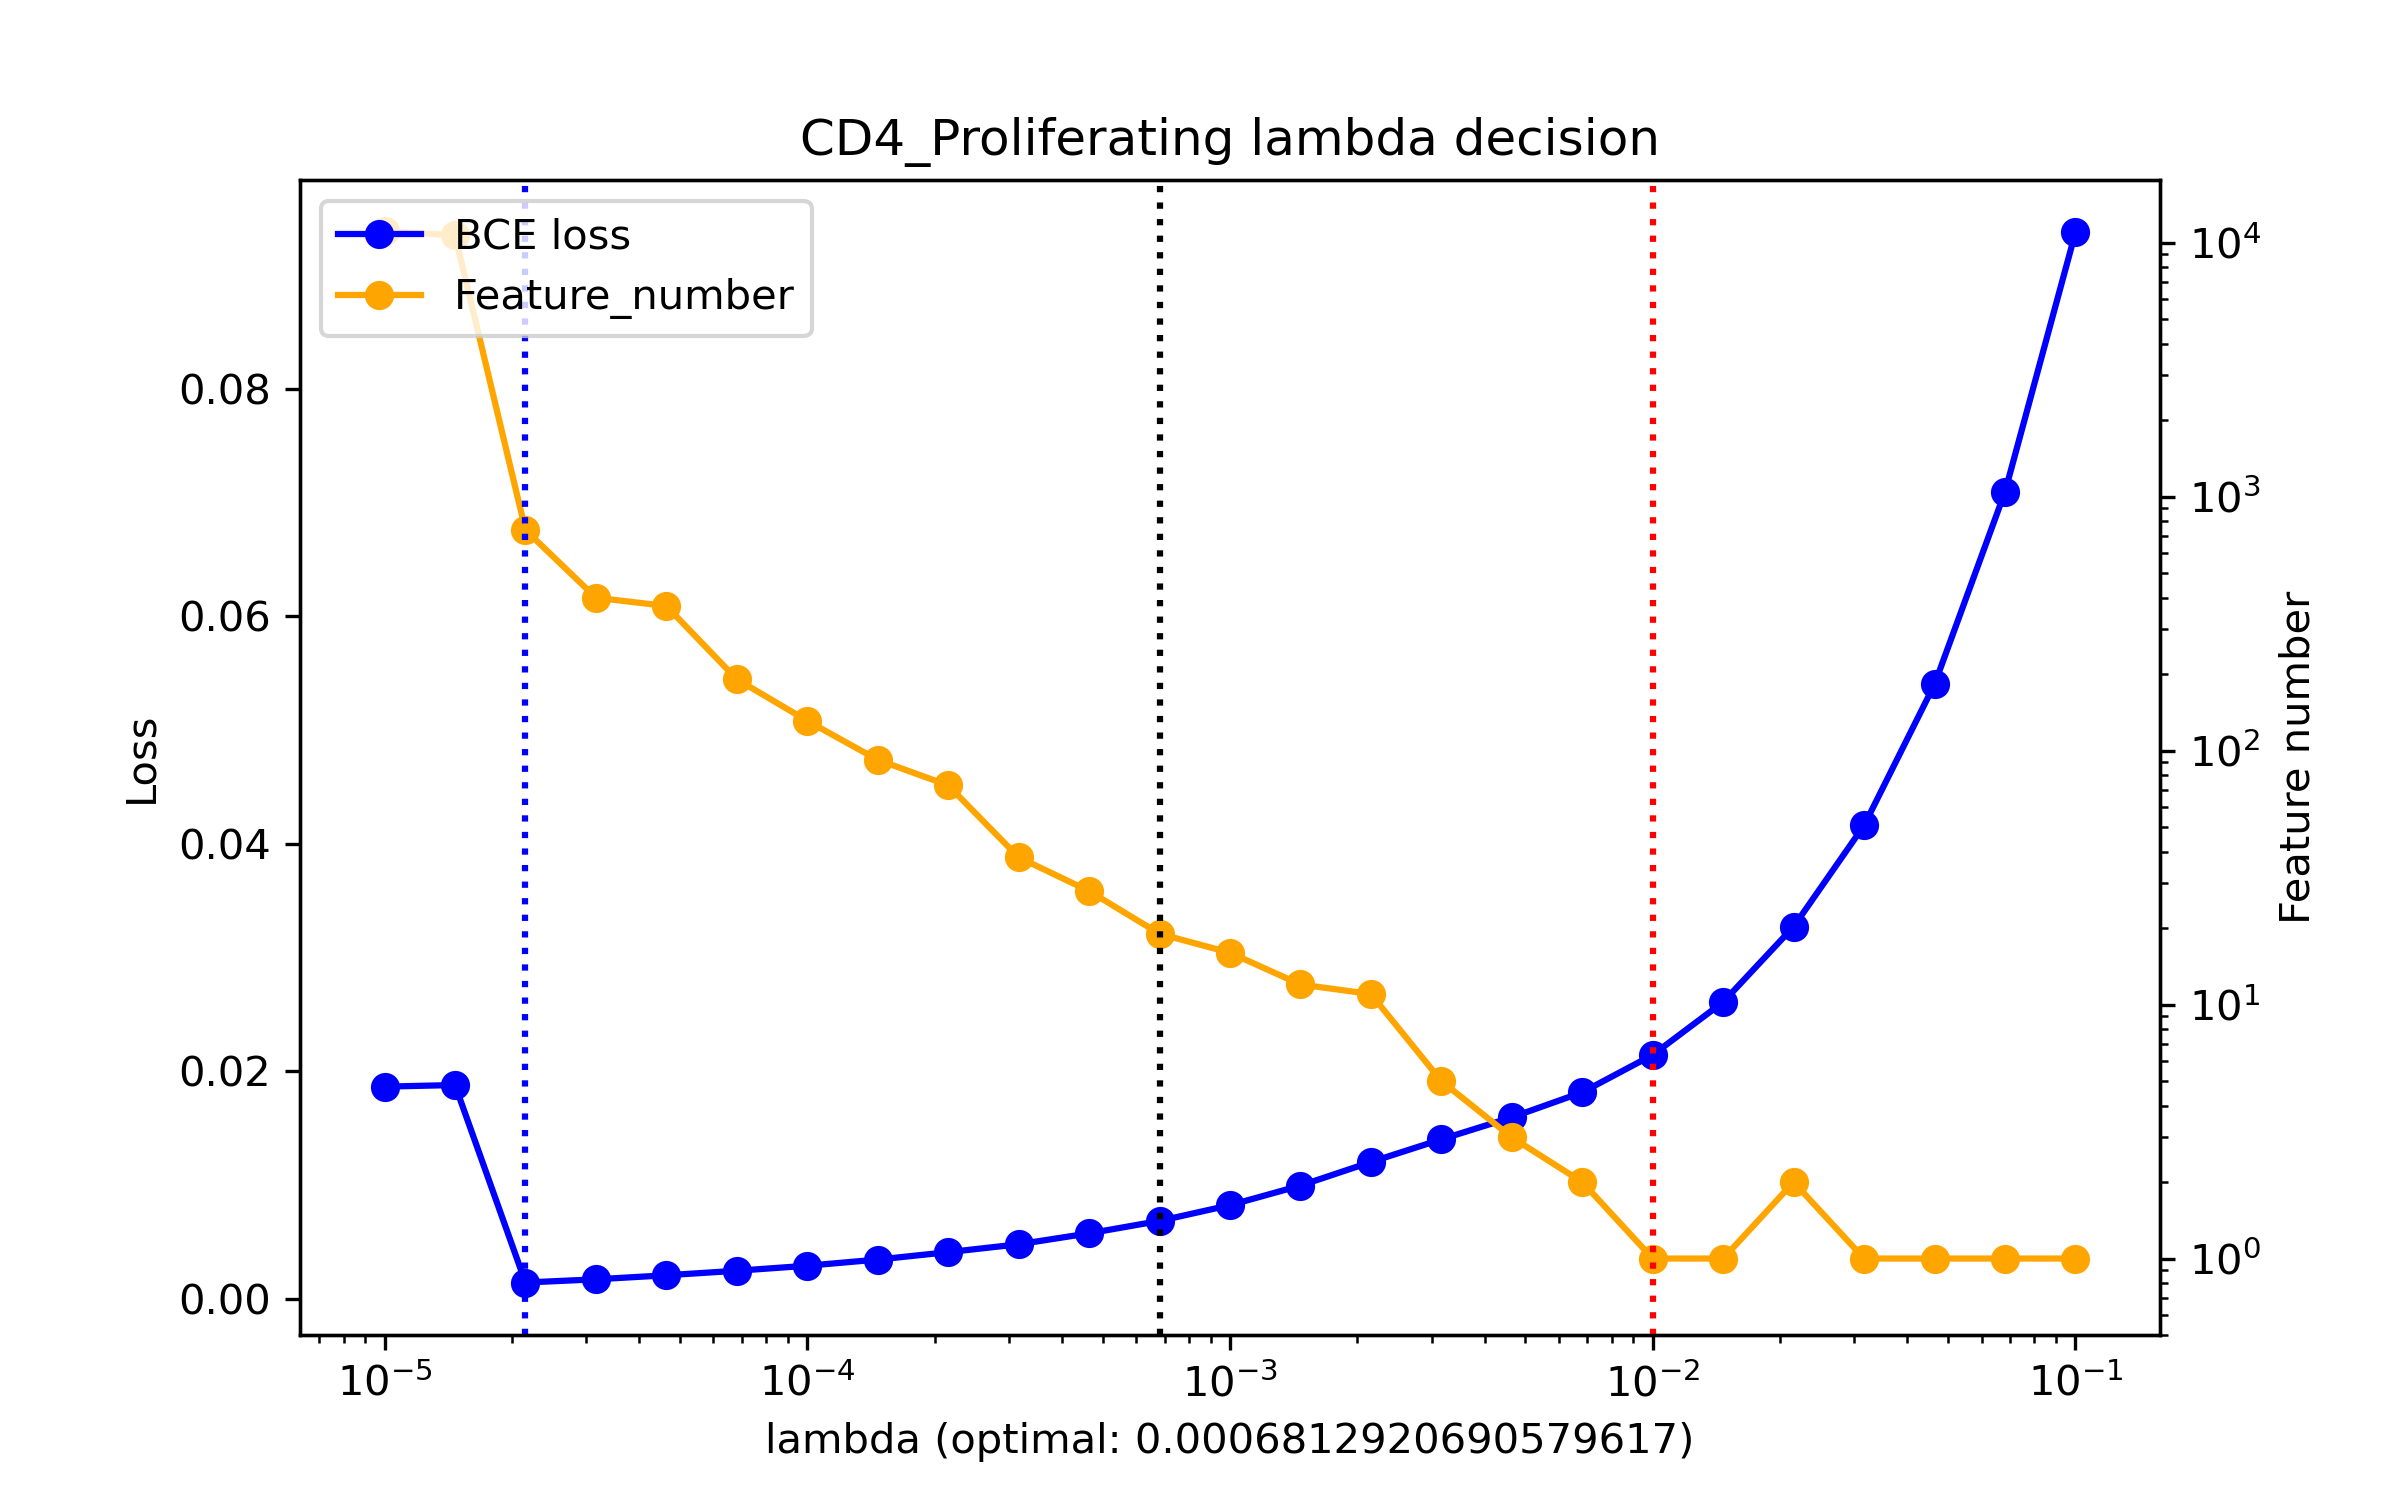 CD4_Proliferating lambda decision
BCE loss
Feature_number
Loss
0.08
0.06
0.04
0.02
0.00
10⁴
10³
10²
10¹
10⁰
Feature number
10⁻⁵ 10⁻⁴ 10⁻³ 10⁻² 10⁻¹
lambda (optimal: 0.0006812920690579617)